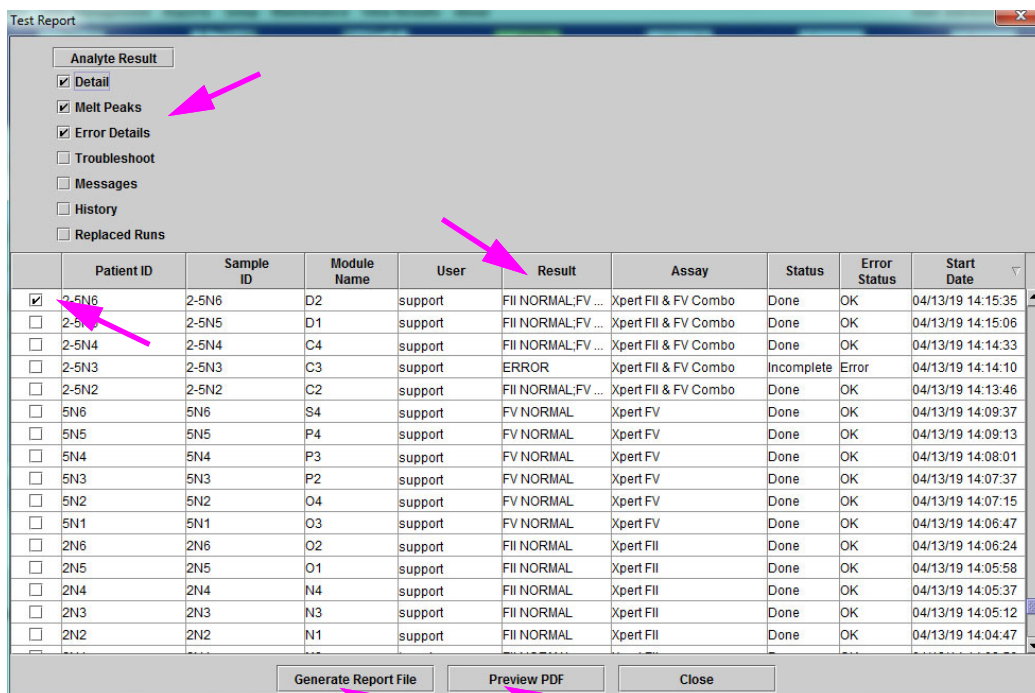 Test Report
Analyte Result
Detail
Melt Peaks
Error Details
Troubleshoot
Messages
History
Replaced Runs
Patient ID Sample ID Module Name User Result Assay Status Error Status Start Date
2-5N6 2-5N6 D2 support FII NORMAL;FV ... Xpert FII & FV Combo Done OK 04/13/19 14:15:35
2-5N5 D1 support FII NORMAL;FV ... Xpert FII & FV Combo Done OK 04/13/19 14:15:06
2-5N4 2-5N4 C4 support FII NORMAL;FV ... Xpert FII & FV Combo Done OK 04/13/19 14:14:33
2-5N3 2-5N3 C3 support ERROR Xpert FII & FV Combo Incomplete Error 04/13/19 14:14:10
2-5N2 2-5N2 C2 support FII NORMAL;FV ... Xpert FII & FV Combo Done OK 04/13/19 14:13:46
5N6 5N6 S4 support FV NORMAL Xpert FV Done OK 04/13/19 14:09:37
5N5 5N5 P4 support FV NORMAL Xpert FV Done OK 04/13/19 14:09:13
5N4 5N4 P3 support FV NORMAL Xpert FV Done OK 04/13/19 14:08:01
5N3 5N3 P2 support FV NORMAL Xpert FV Done OK 04/13/19 14:07:37
5N2 5N2 O4 support FV NORMAL Xpert FV Done OK 04/13/19 14:07:15
5N1 5N1 O3 support FV NORMAL Xpert FV Done OK 04/13/19 14:06:47
2N6 2N6 O2 support FII NORMAL Xpert FII Done OK 04/13/19 14:06:24
2N5 2N5 O1 support FII NORMAL Xpert FII Done OK 04/13/19 14:05:58
2N4 2N4 N4 support FII NORMAL Xpert FII Done OK 04/13/19 14:05:37
2N3 2N3 N3 support FII NORMAL Xpert FII Done OK 04/13/19 14:05:12
2N2 2N2 N1 support FII NORMAL Xpert FII Done OK 04/13/19 14:04:47
Generate Report File Preview PDF Close